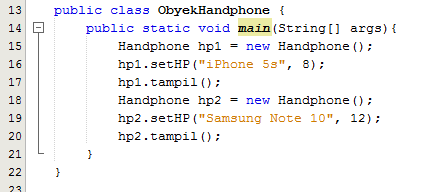 13 public class ObyekHandphone {
14     public static void main(String[] args){
15         Handphone hp1 = new Handphone();
16         hp1.setHP("iPhone 5s", 8);
17         hp1.tampil();
18         Handphone hp2 = new Handphone();
19         hp2.setHP("Samsung Note 10", 12);
20         hp2.tampil();
21     }
22 }
23